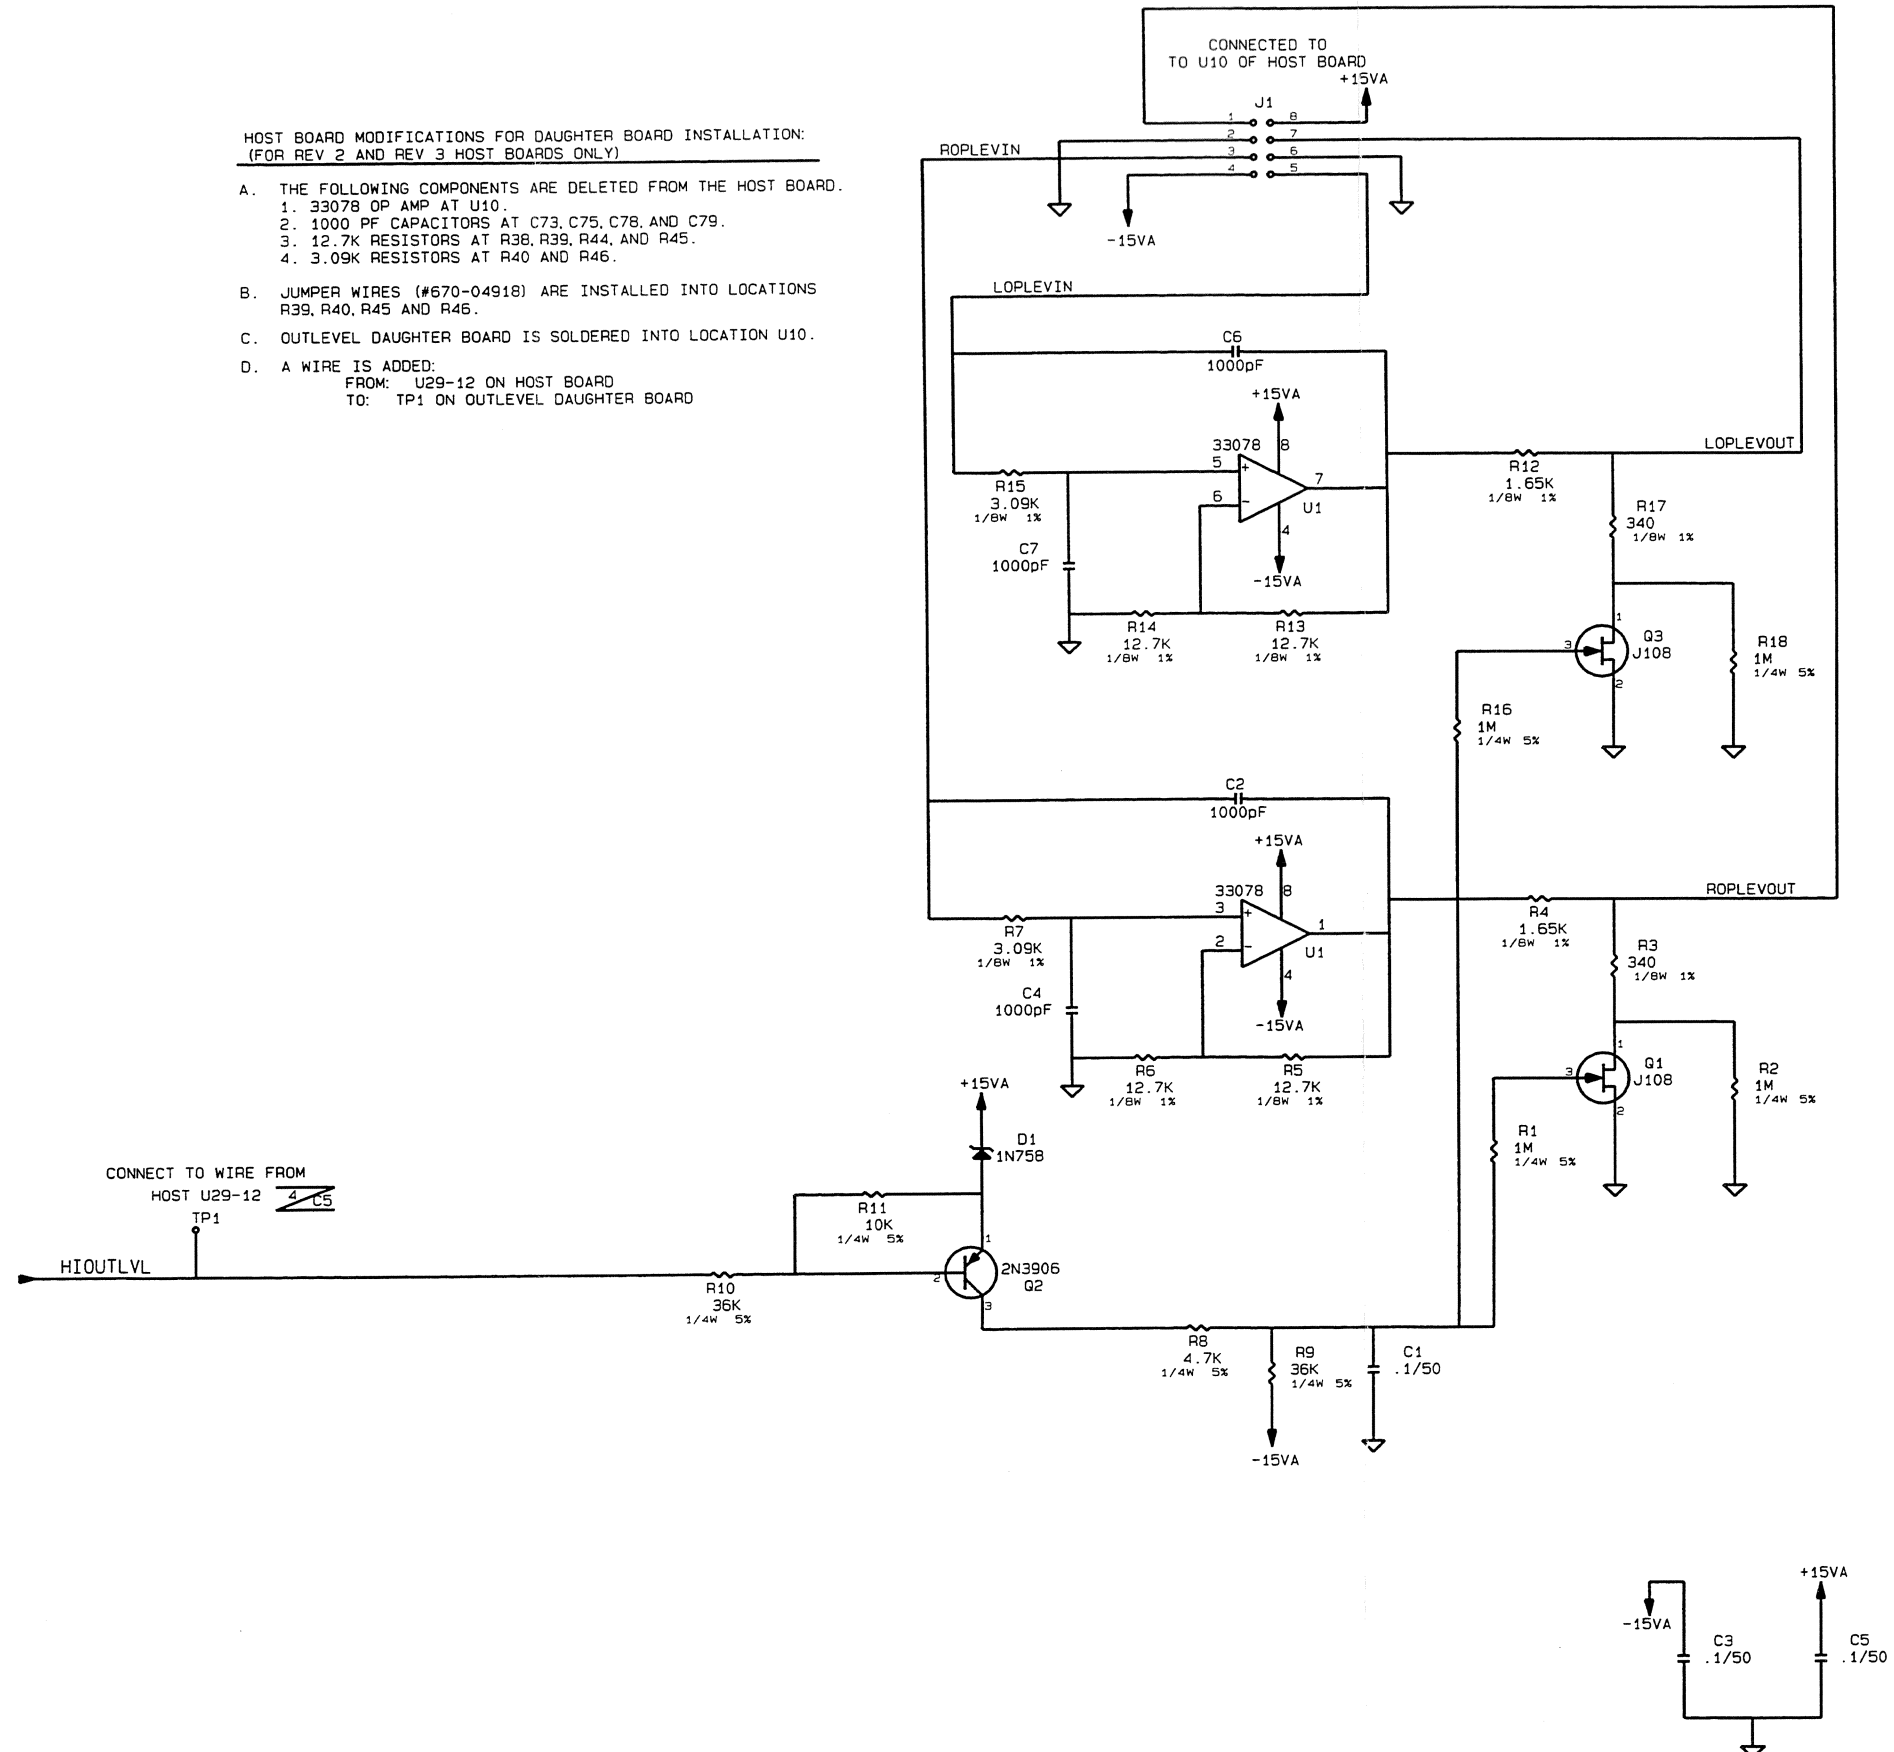 CONNECTED TO
TO U10 OF HOST BOARD
+15VA
J1
1 8
2 7
3 6
4 5
HOST BOARD MODIFICATIONS FOR DAUGHTER BOARD INSTALLATION:
(FOR REV 2 AND REV 3 HOST BOARDS ONLY)
A. THE FOLLOWING COMPONENTS ARE DELETED FROM THE HOST BOARD.
1. 33078 OP AMP AT U10.
2. 1000 PF CAPACITORS AT C73, C75, C78, AND C79.
3. 12.7K RESISTORS AT R38, R39, R44, AND R45.
4. 3.09K RESISTORS AT R40 AND R46.
B. JUMPER WIRES (#670-04918) ARE INSTALLED INTO LOCATIONS
R39, R40, R45 AND R46.
C. OUTLEVEL DAUGHTER BOARD IS SOLDERED INTO LOCATION U10.
D. A WIRE IS ADDED:
FROM: U29-12 ON HOST BOARD
TO: TP1 ON OUTLEVEL DAUGHTER BOARD
ROPLEVIN
-15VA
LOPLEVIN
C6
1000pF
+15VA
33078
8
5
+
6
-
7
U1
4
-15VA
R15
3.09K
1/8W 1%
C7
1000pF
R14
12.7K
1/8W 1%
R13
12.7K
1/8W 1%
LOPLEVOUT
R12
1.65K
1/8W 1%
R17
340
1/8W 1%
1
3
2
Q3
J108
R18
1M
1/4W 5%
R16
1M
1/4W 5%
C2
1000pF
+15VA
33078
8
3
+
2
-
1
U1
4
-15VA
R7
3.09K
1/8W 1%
C4
1000pF
R6
12.7K
1/8W 1%
R5
12.7K
1/8W 1%
ROPLEVOUT
R4
1.65K
1/8W 1%
R3
340
1/8W 1%
1
3
2
Q1
J108
R2
1M
1/4W 5%
R1
1M
1/4W 5%
+15VA
D1
1N758
CONNECT TO WIRE FROM
HOST U29-12
4
C5
TP1
HIOUTLVL
R11
10K
1/4W 5%
R10
36K
1/4W 5%
1
2
3
2N3906
Q2
R8
4.7K
1/4W 5%
R9
36K
1/4W 5%
C1
.1/50
-15VA
+15VA
-15VA
C3
.1/50
C5
.1/50